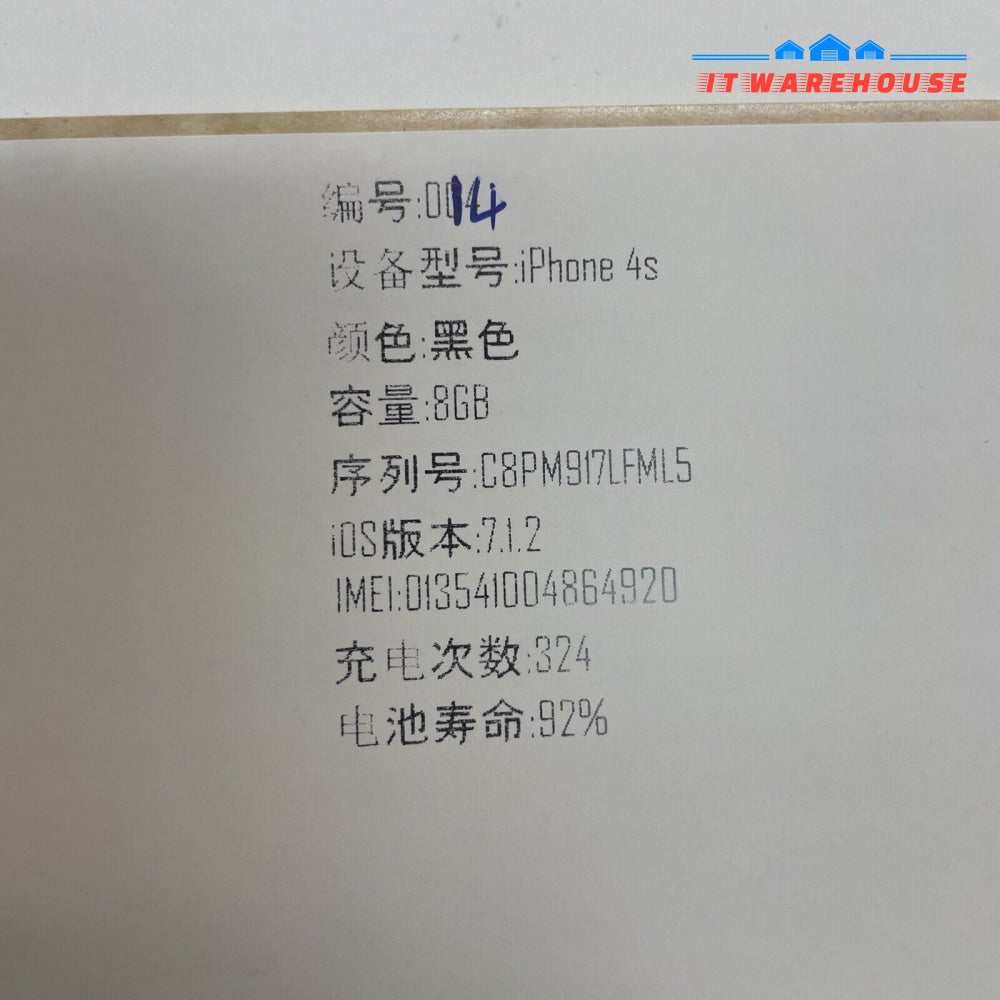 IT WAREHOUSE
编号:0014
设备型号:iPhone 4s
颜色:黑色
容量:8GB
序列号:C8PM917LFML5
iOS版本:7.1.2
IMEI:013541004864920
充电次数:324
电池寿命:92%